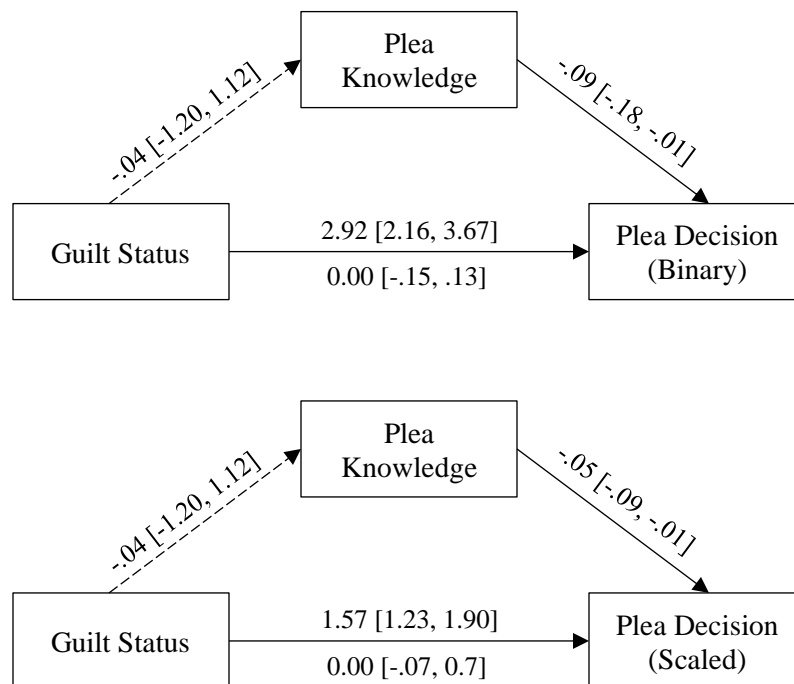 Plea
Knowledge
-.04 [-1.20, 1.12]
-.09 [-.18, -.01]
Guilt Status
2.92 [2.16, 3.67]
0.00 [-.15, .13]
Plea Decision
(Binary)
Plea
Knowledge
-.04 [-1.20, 1.12]
-.05 [-.09, -.01]
Guilt Status
1.57 [1.23, 1.90]
0.00 [-.07, 0.7]
Plea Decision
(Scaled)